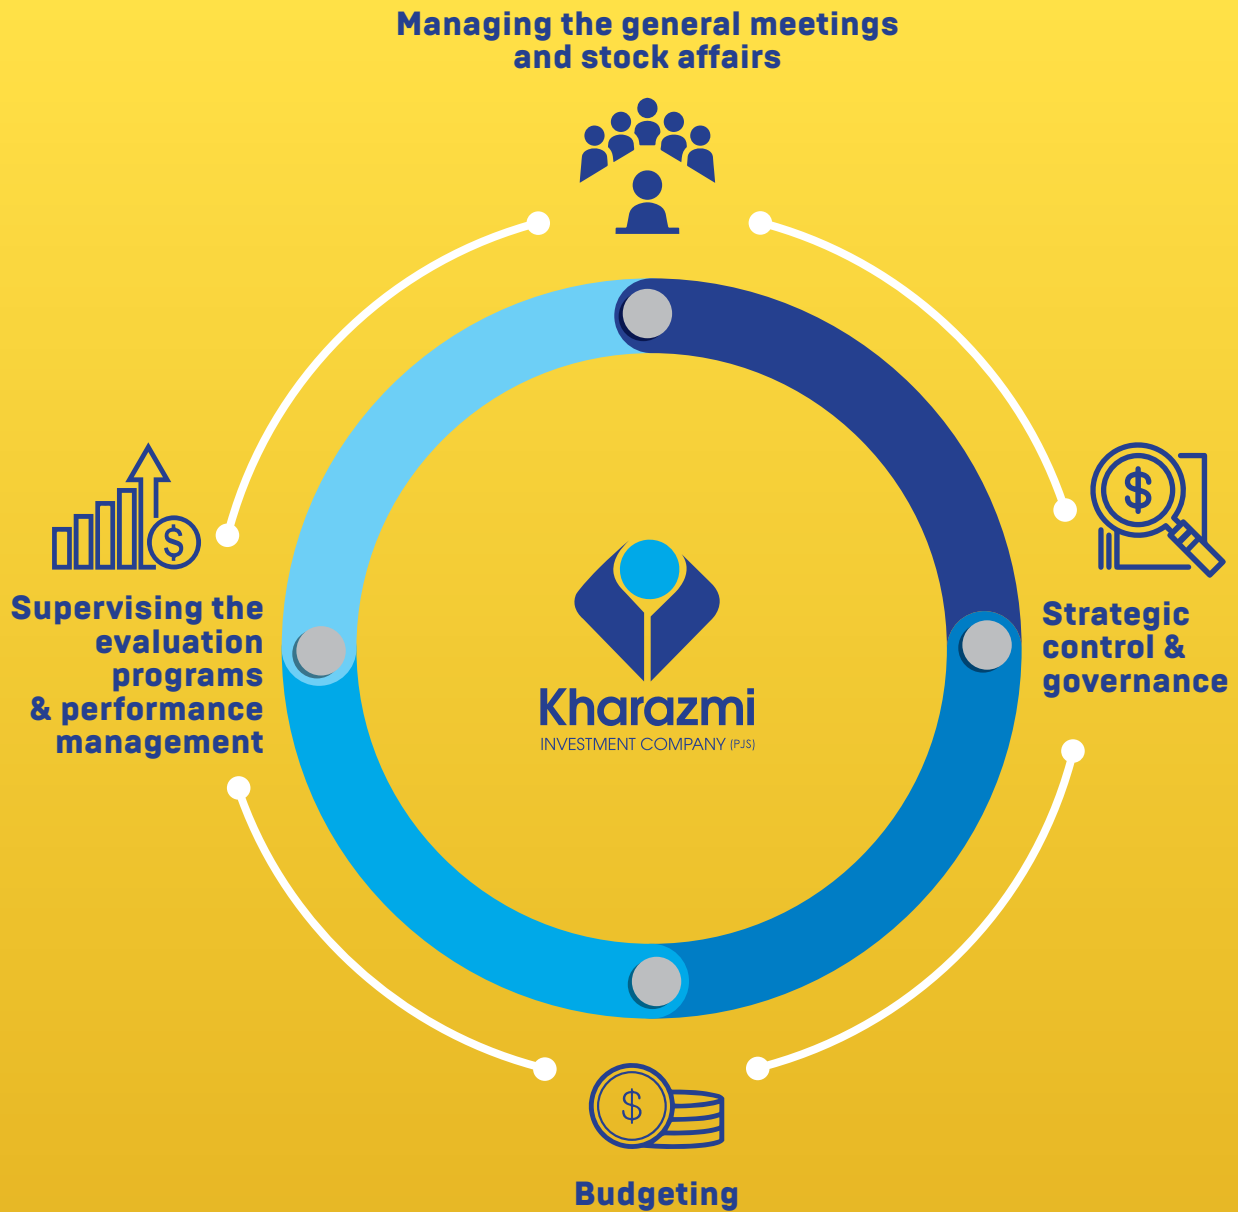 Managing the general meetings
and stock affairs
Supervising the
evaluation
programs
& performance
management
Strategic
control &
governance
Kharazmi
INVESTMENT COMPANY (PJS)
Budgeting
$
$
$